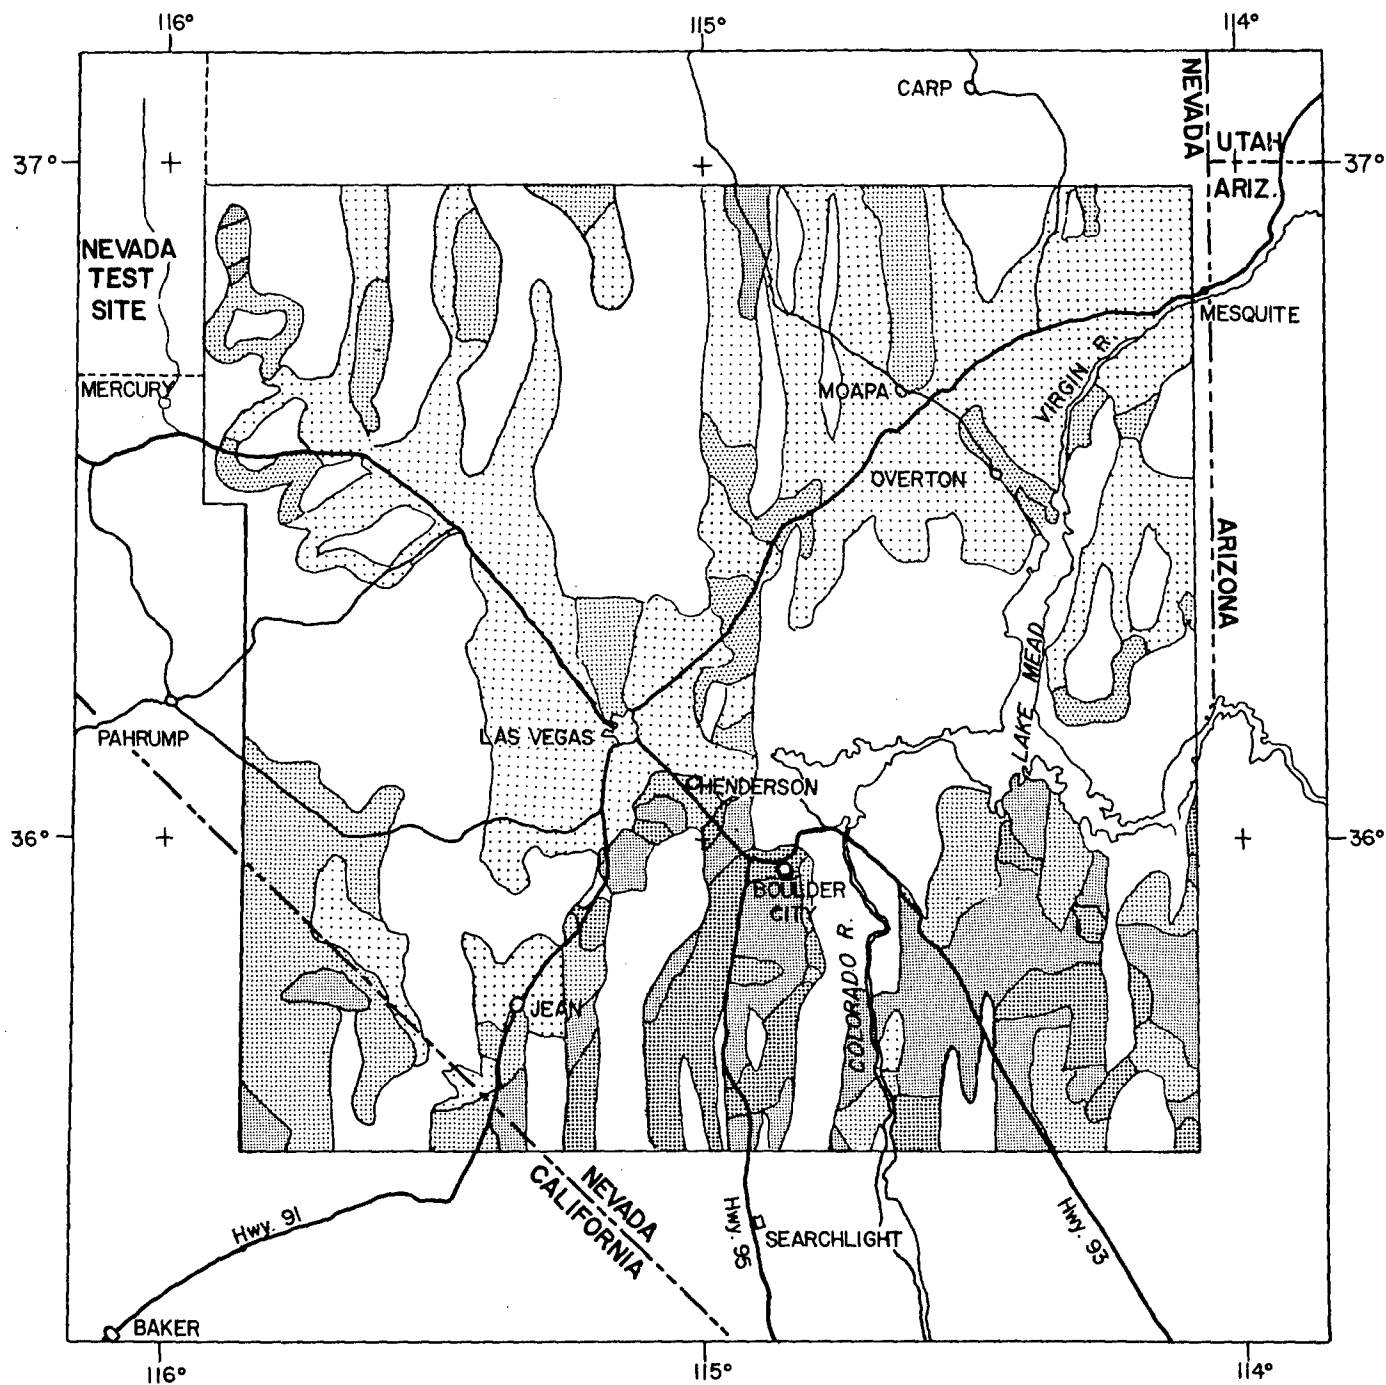 116°
115°
114°
CARP
NEVADA
37°
UTAH
37°
ARIZ.
NEVADA
TEST
SITE
MESQUITE
VIRGIN R.
MERCURY
MOAPA
OVERTON
ARIZONA
LAKE MEAD
PAHRUMP
LAS VEGAS
HENDERSON
36°
36°
BOULDER
CITY
COLORADO R.
JEAN
NEVADA
CALIFORNIA
Hwy. 91
Hwy. 95
SEARCHLIGHT
Hwy. 93
BAKER
116°
115°
114°